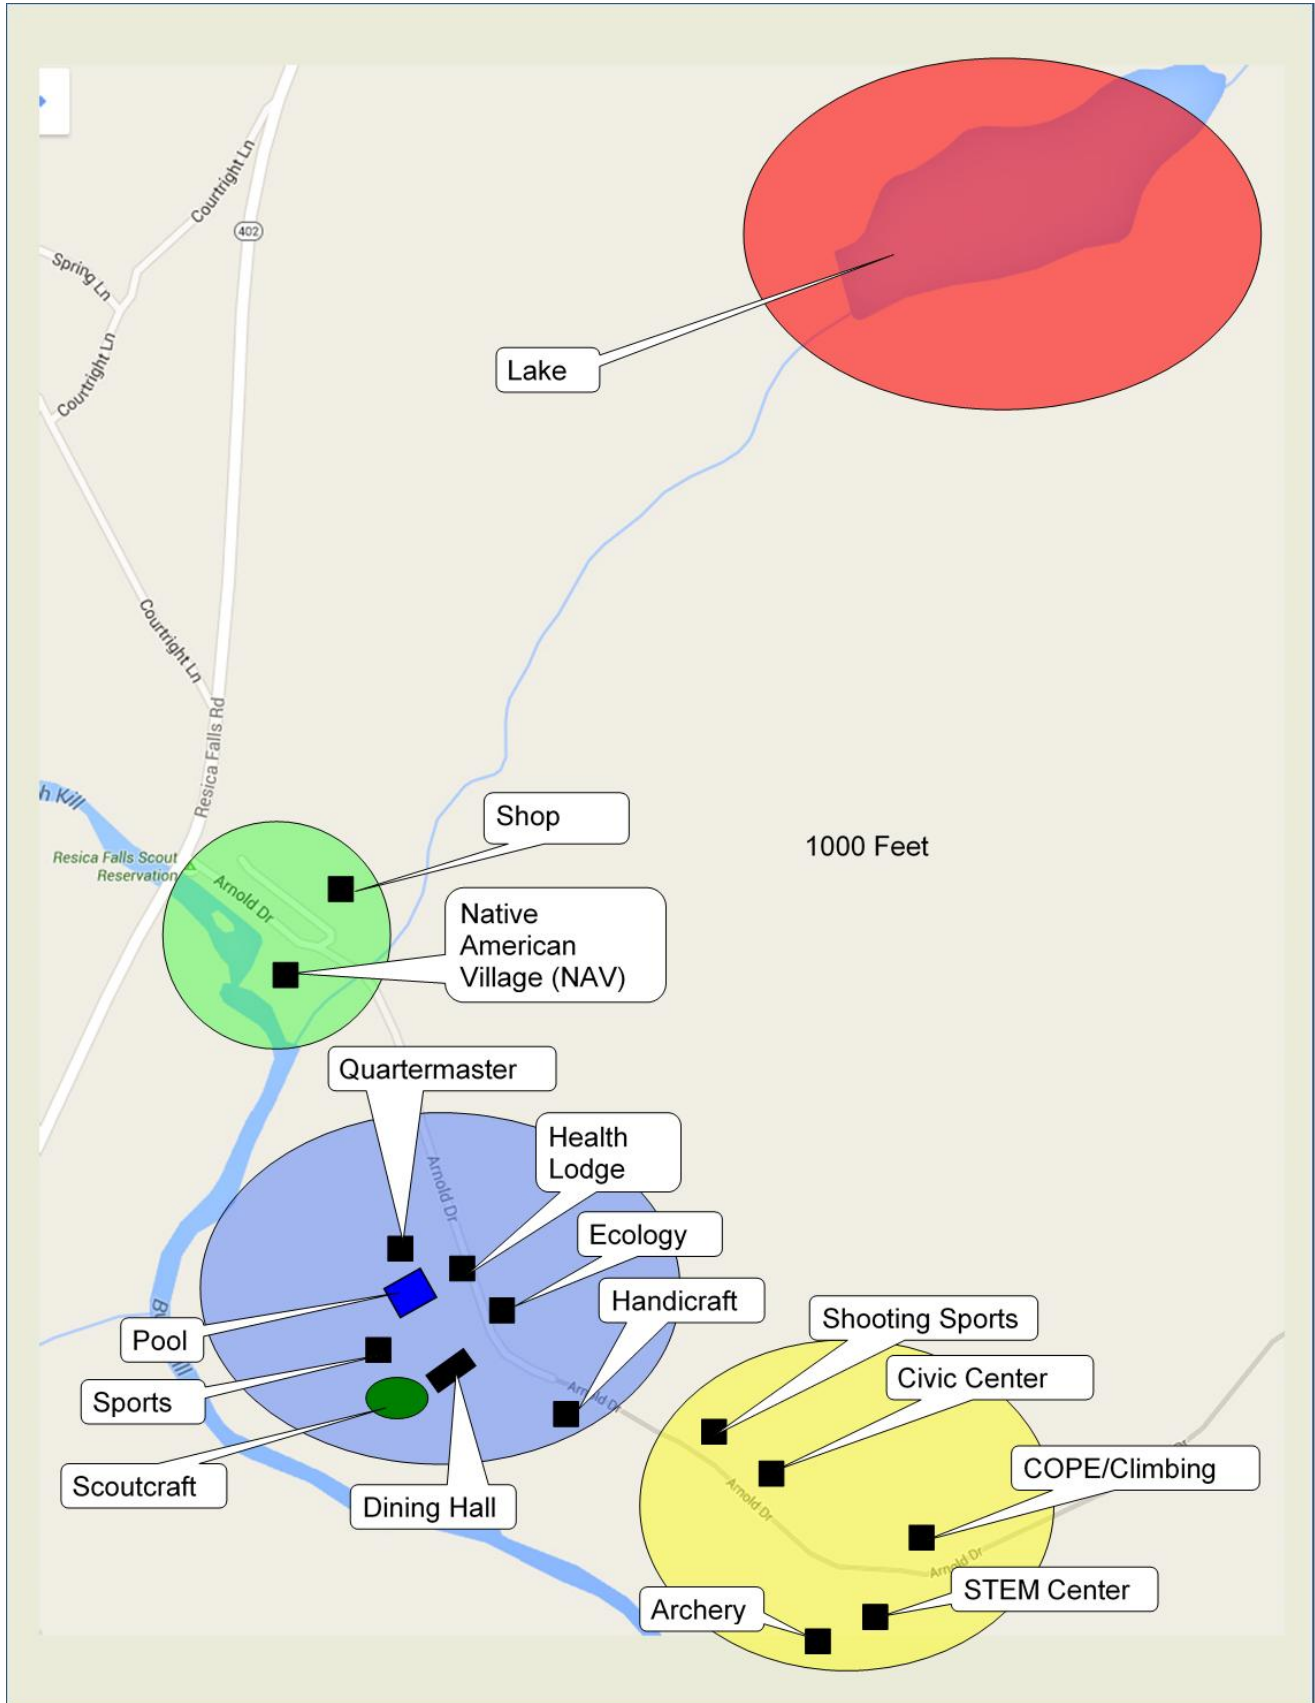 Courtright Ln
402
Spring Ln
Courtright Ln
Lake
Courtright Ln
Resica Falls Rd
h Kill
Shop
1000 Feet
Resica Falls Scout
Reservation
Arnold Dr
Native
American
Village (NAV)
Quartermaster
Health
Lodge
Arnold Dr
Ecology
Handicraft
Shooting Sports
Pool
Civic Center
Sports
Arnold Dr
COPE/Climbing
Scoutcraft
Dining Hall
Arnold Dr
Arnold Dr
STEM Center
Archery